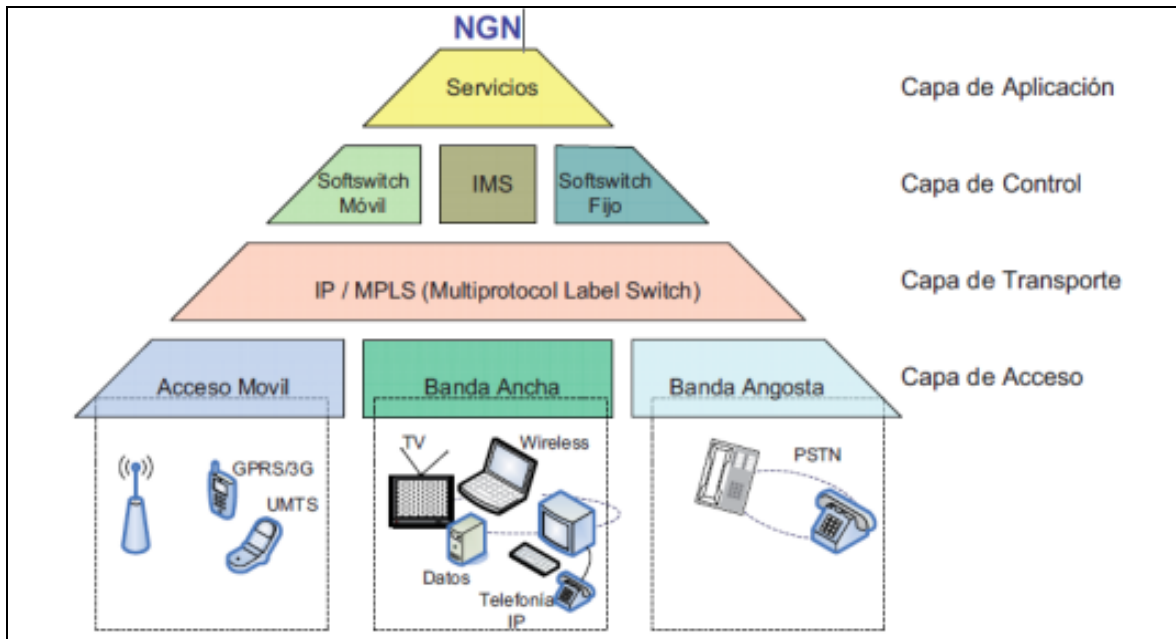 NGN
Servicios
Capa de Aplicación
Softswitch
Móvil
IMS
Softswitch
Fijo
Capa de Control
IP / MPLS (Multiprotocol Label Switch)
Capa de Transporte
Acceso Movil
Banda Ancha
Banda Angosta
Capa de Acceso
GPRS/3G
UMTS
TV
Wireless
Datos
Telefonía
IP
PSTN